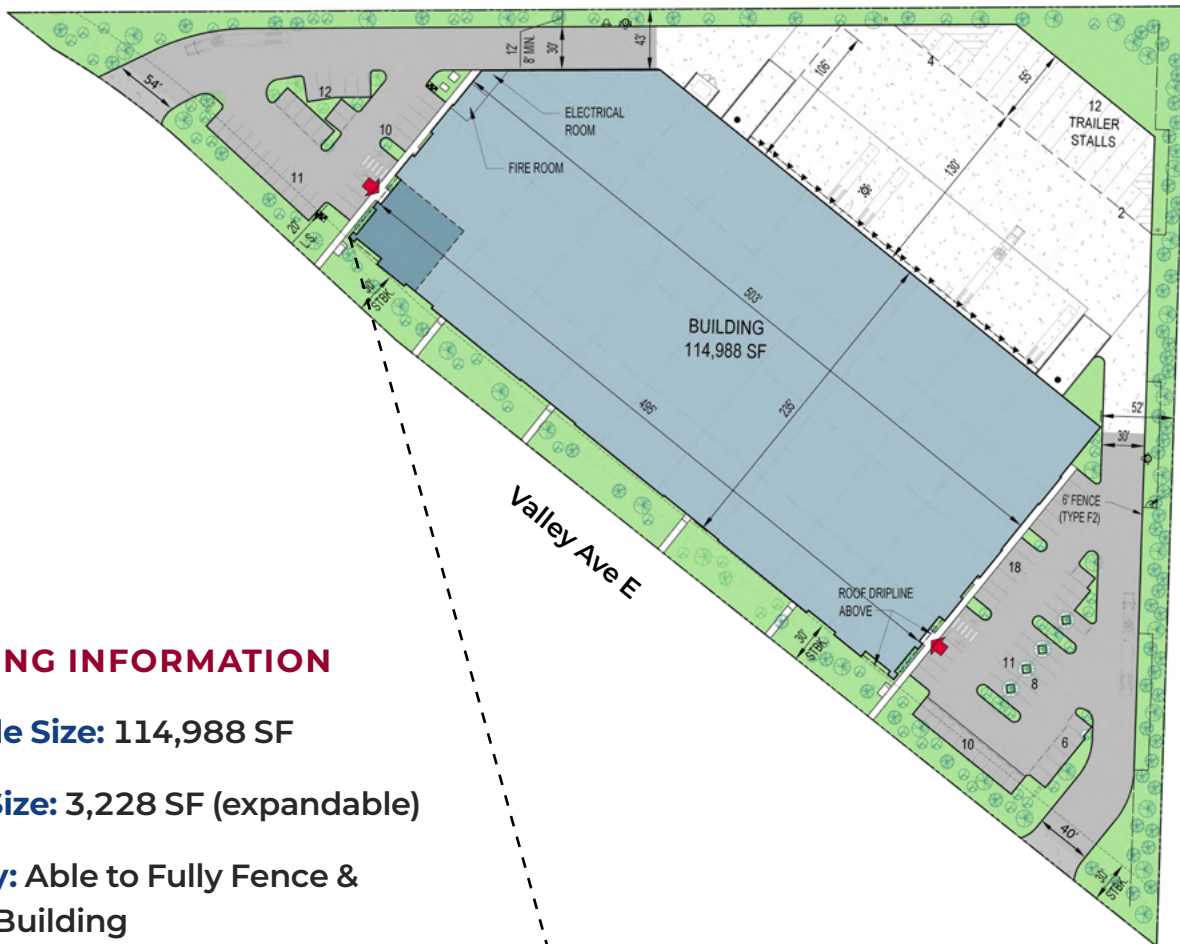 12'
8' MIN.
30'
43'
54'
12
10
11
20'
L.S.
ELECTRICAL
ROOM
FIRE ROOM
106'
4
55'
12
TRAILER
STALLS
130'
2
503'
BUILDING
114,988 SF
495'
235'
30'
STBK.
52'
30'
6' FENCE
(TYPE F2)
Valley Ave E
18
ROOF DRIPLINE
ABOVE
30'
STBK.
11
8
10
6
40'
30'
STBK.
NG INFORMATION
le Size: 114,988 SF
Size: 3,228 SF (expandable)
y: Able to Fully Fence &
Building